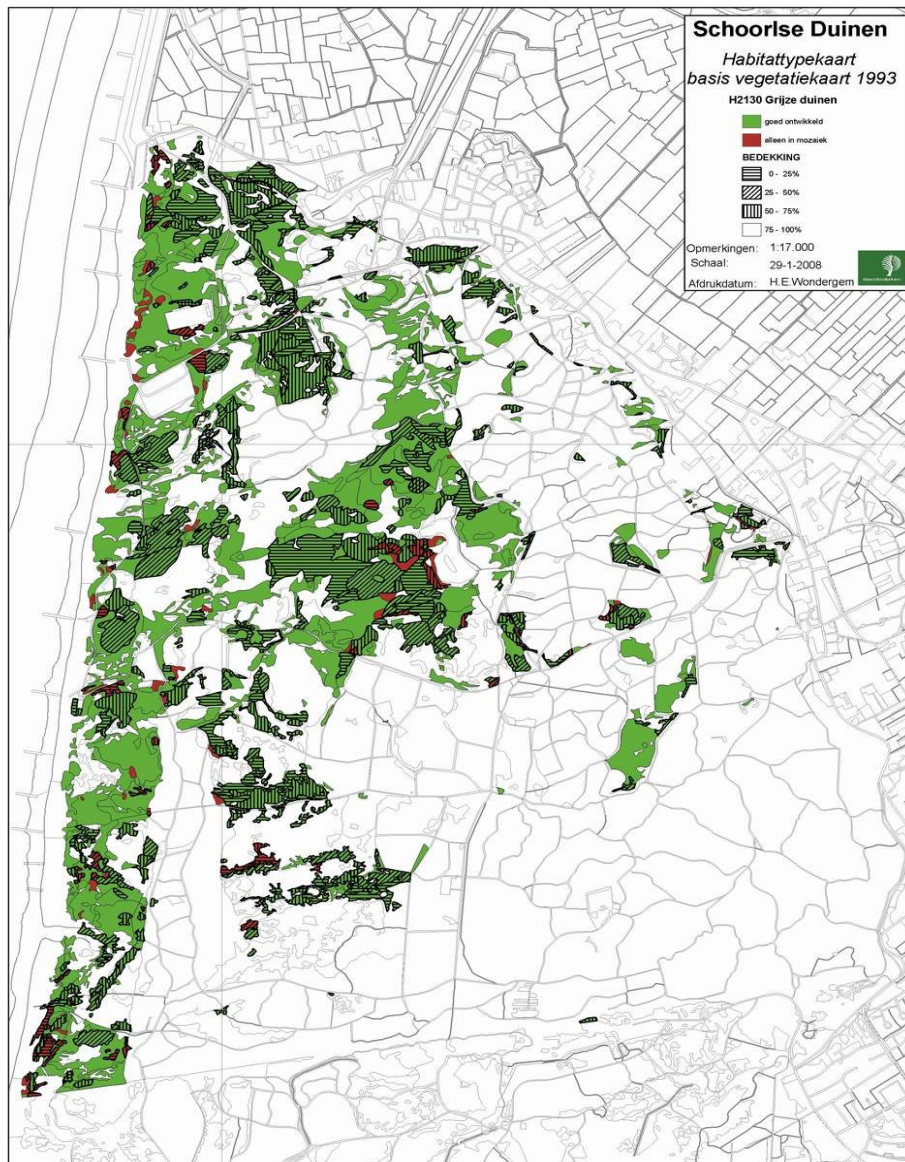 Schoorlse Duinen
Habitattypekaart
basis vegetatiekaart 1993
H2130 Grijze duinen
goed ontwikkeld
alleen in mozaiek
BEDEKKING
0 - 25%
25 - 50%
50 - 75%
75 - 100%
Opmerkingen: 1:17.000
Schaal: 29-1-2008
Afdrukdatum: H.E.Wondergem